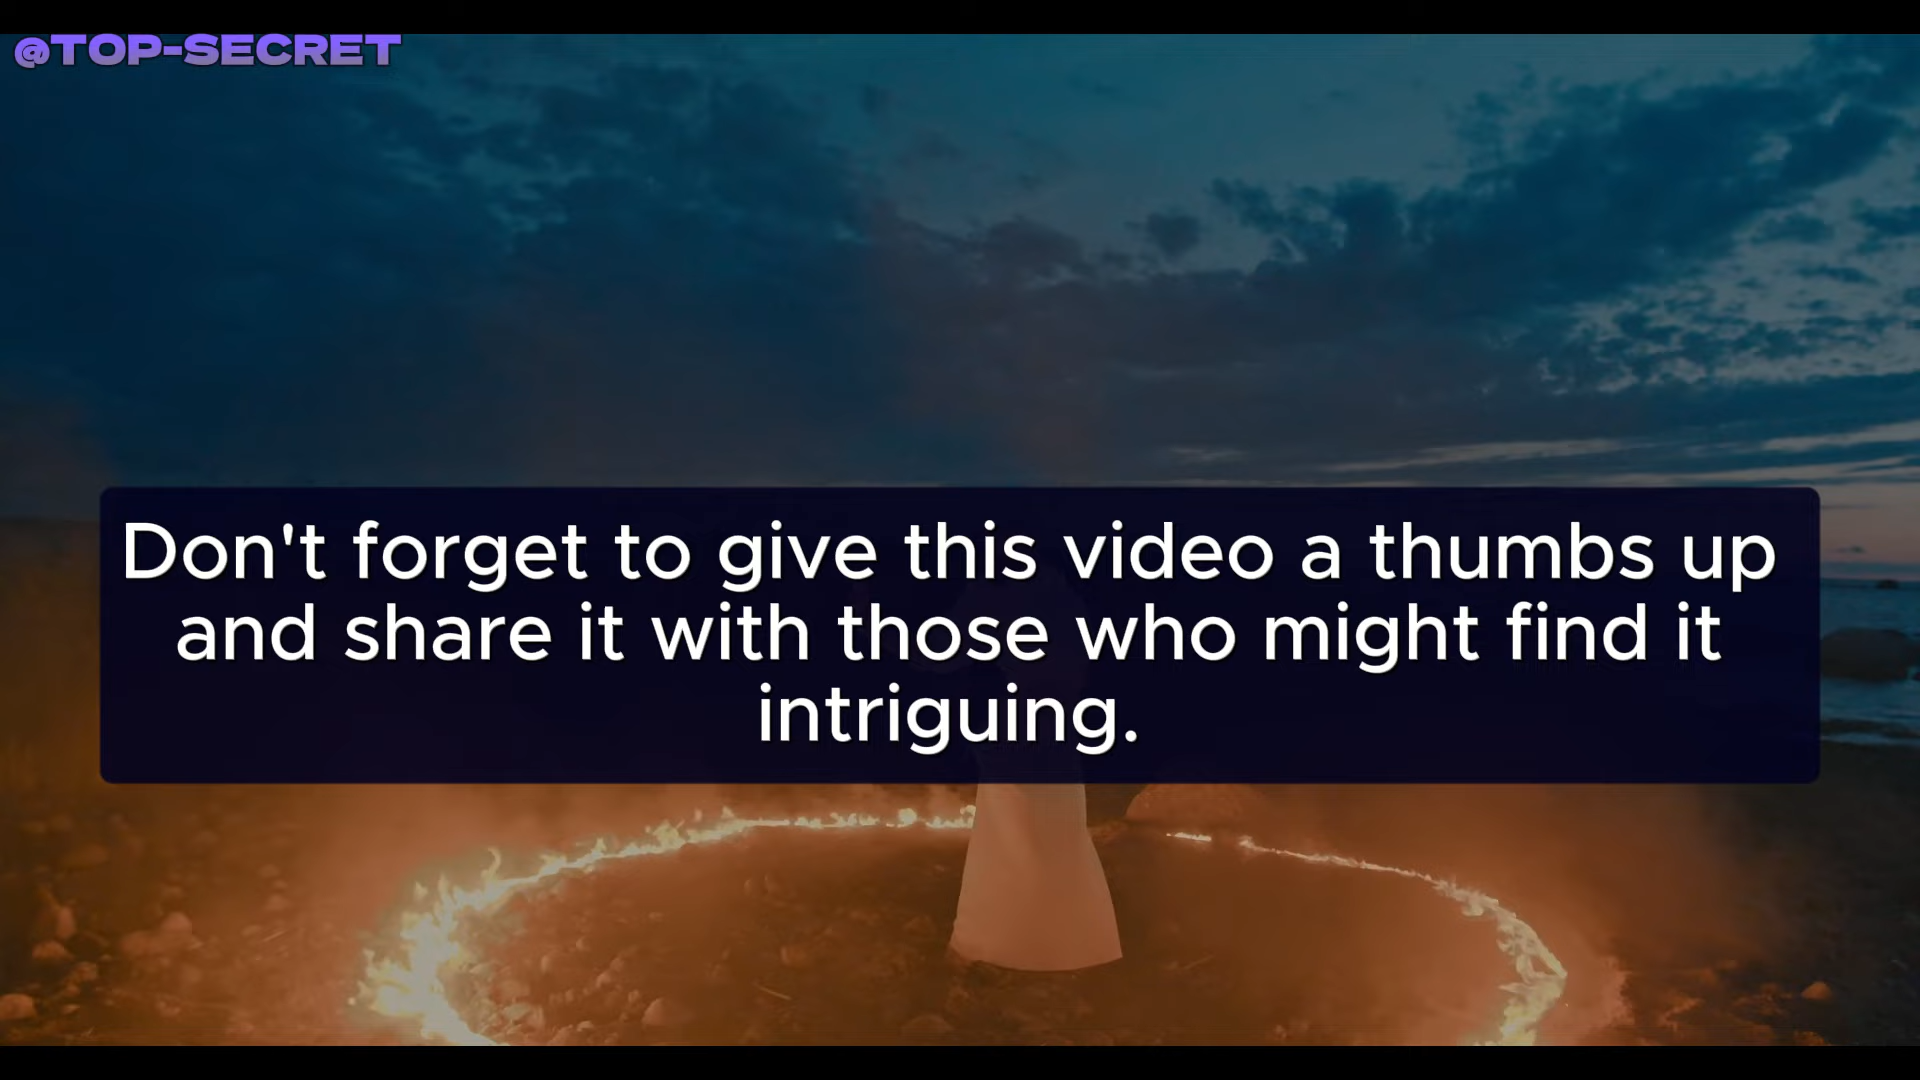 @TOP-SECRET
Don't forget to give this video a thumbs up
and share it with those who might find it
intriguing.